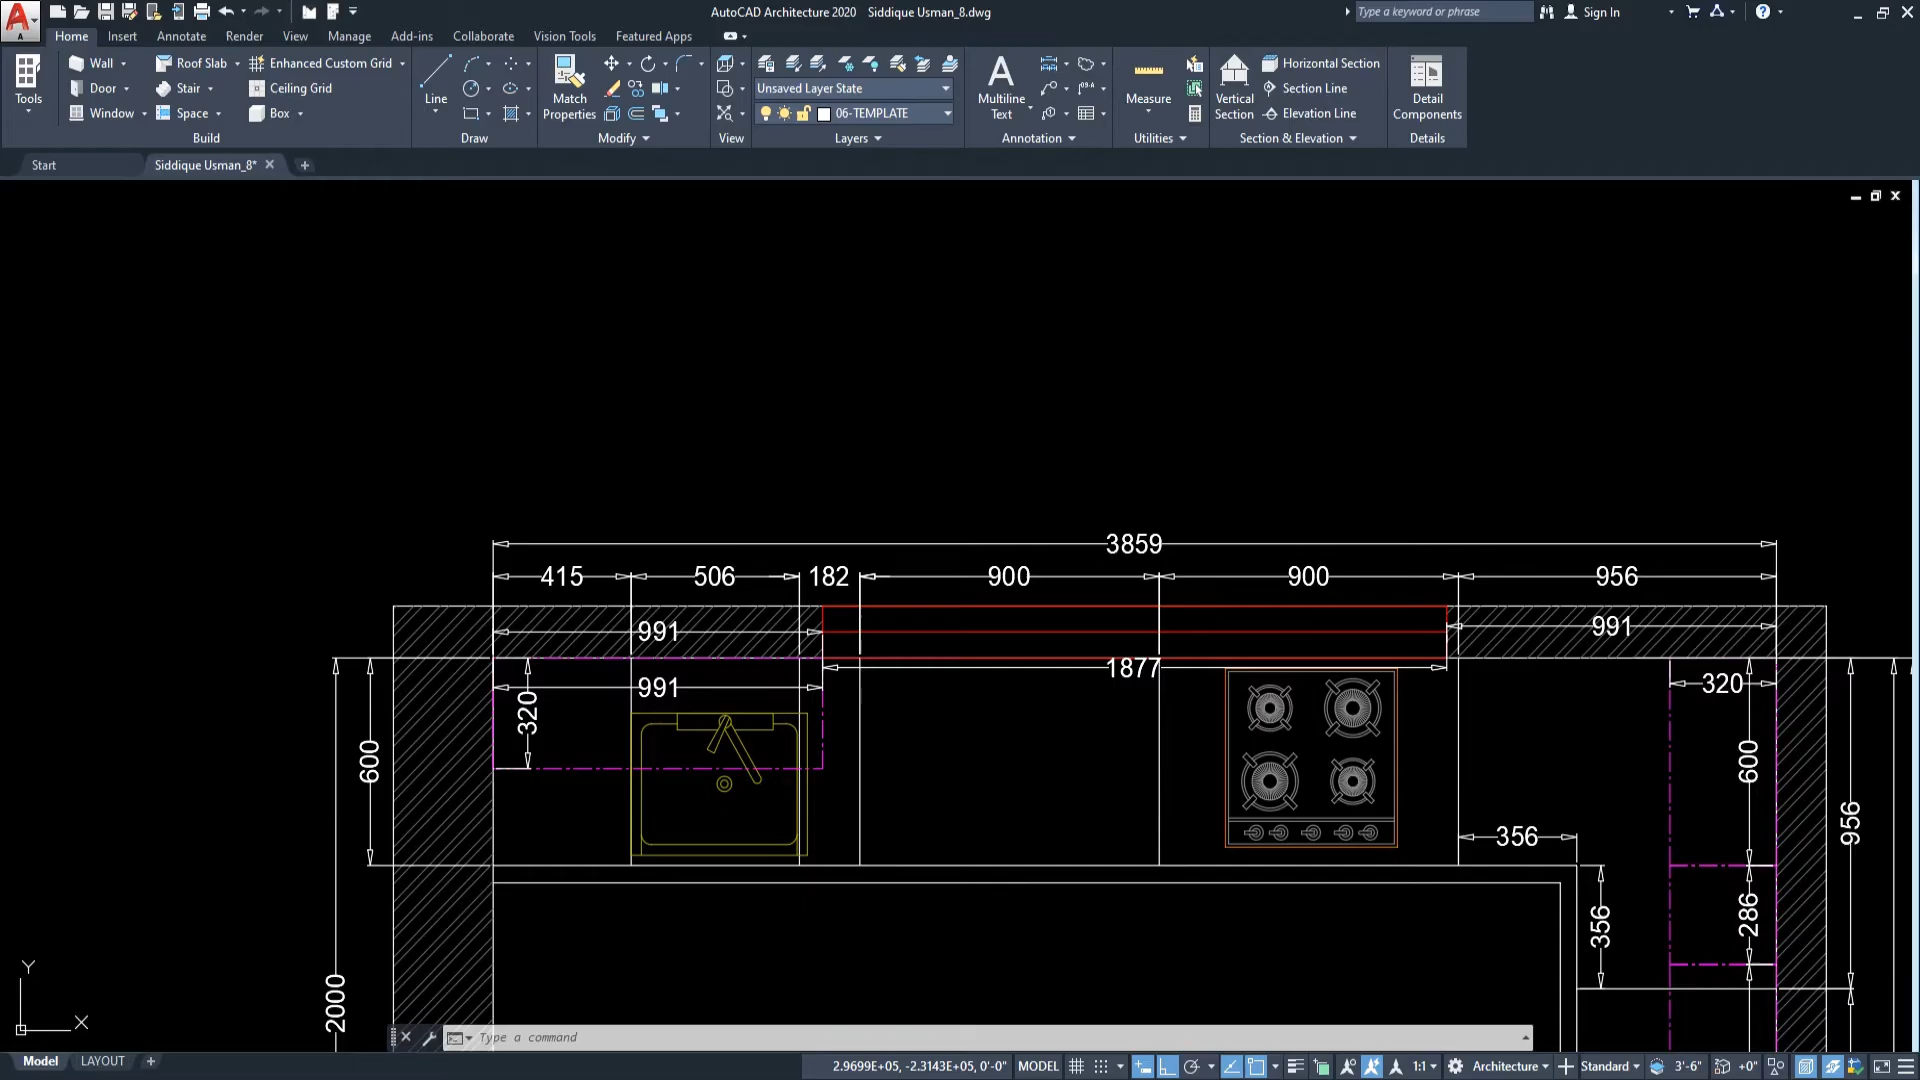 AutoCAD Architecture 2020 Siddique Usman_8.dwg
Type a keyword or phrase
Sign In
Home Insert Annotate Render View Manage Add-ins Collaborate Vision Tools Featured Apps
Tools
Wall Roof Slab Enhanced Custom Grid
Door Stair Ceiling Grid
Window Space Box
Build
Line
Draw
Match Properties
Modify
View
Unsaved Layer State
06-TEMPLATE
Layers
Multiline Text
Annotation
Measure
Utilities
Vertical Section
Horizontal Section
Section Line
Elevation Line
Section & Elevation
Detail Components
Details
Start Siddique Usman_8*
3859
415 506 182 900 900 956
991 991
1877
991 320
320
600 600
956
356
286
356
2000
Y
X
Type a command
Model LAYOUT
2.9699E+05, -2.3143E+05, 0'-0" MODEL 1:1 Architecture Standard 3'-6" +0"